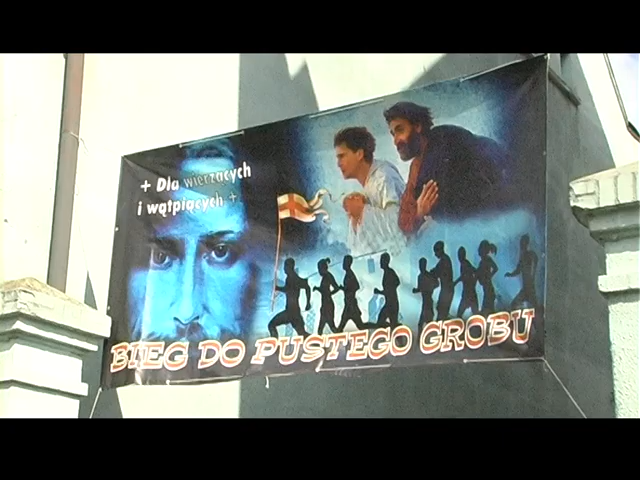 + Dla wierzących
i wątpiących +
BIEG DO PUSTEGO GROBU